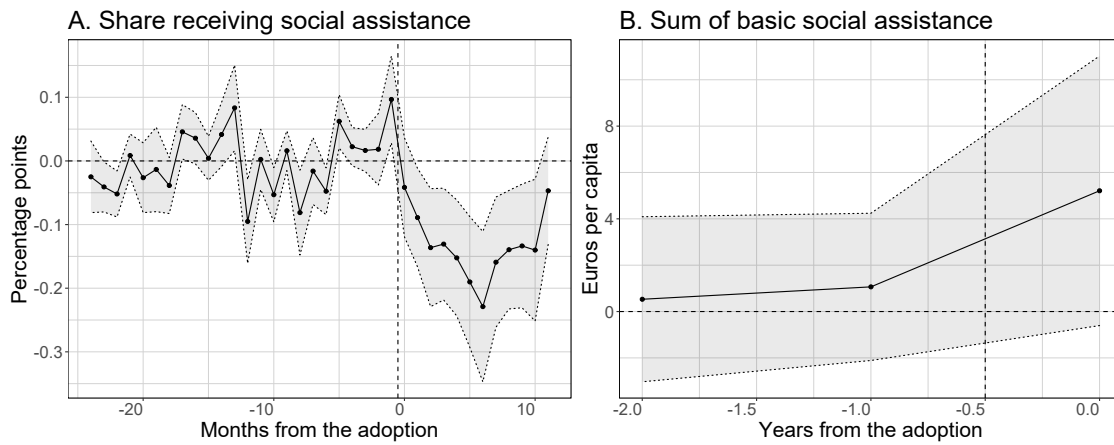 A. Share receiving social assistance
Percentage points
0.1
0.0
-0.1
-0.2
-0.3
-20
-10
0
10
Months from the adoption
B. Sum of basic social assistance
Euros per capita
8
4
0
-2.0
-1.5
-1.0
-0.5
0.0
Years from the adoption